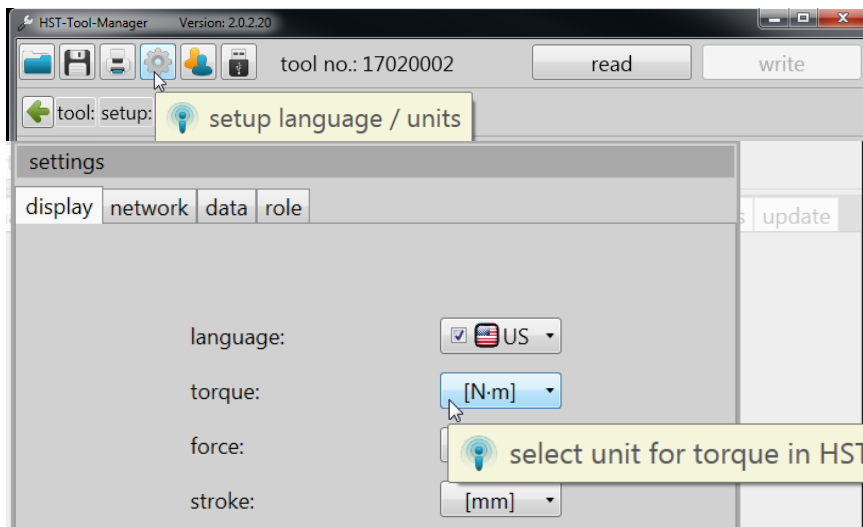 HST-Tool-Manager Version: 2.0.2.20
tool no.: 17020002 read write
tool: setup:
setup language / units
settings
display network data role
update
language: US
torque: [N·m]
force:
select unit for torque in HST
stroke: [mm]